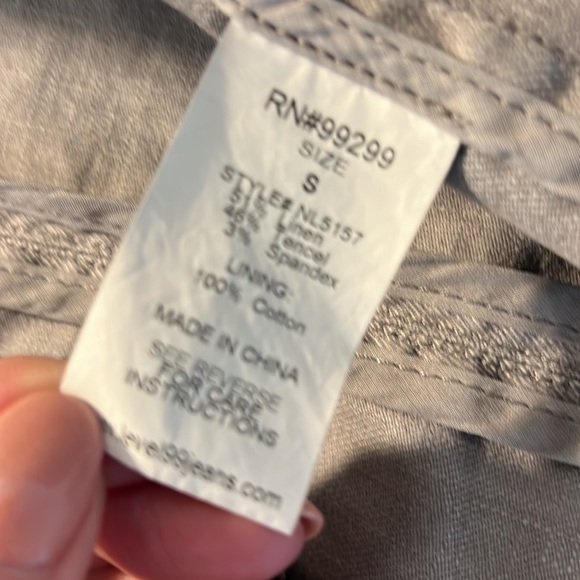 RN#99299
SIZE
S
STYLE# NL5157
51% Linen
46% Tencel
3% Spandex
LINING:
100% Cotton
MADE IN CHINA
SEE REVERSE
FOR CARE
INSTRUCTIONS
level99jeans.com